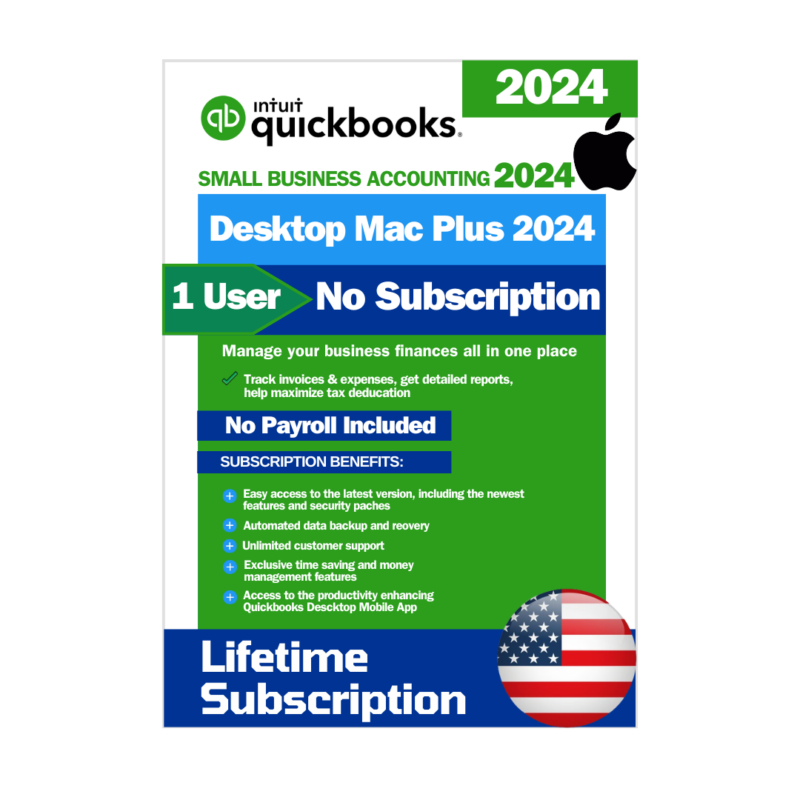 2024
qb
intuit
quickbooks.
SMALL BUSINESS ACCOUNTING 2024
Desktop Mac Plus 2024
1 User
No Subscription
Manage your business finances all in one place
Track invoices & expenses, get detailed reports,
help maximize tax deducation
No Payroll Included
SUBSCRIPTION BENEFITS:
Easy access to the latest version, including the newest
features and security paches
Automated data backup and reovery
Unlimited customer support
Exclusive time saving and money
management features
Access to the productivity enhancing
Quickbooks Descktop Mobile App
Lifetime
Subscription